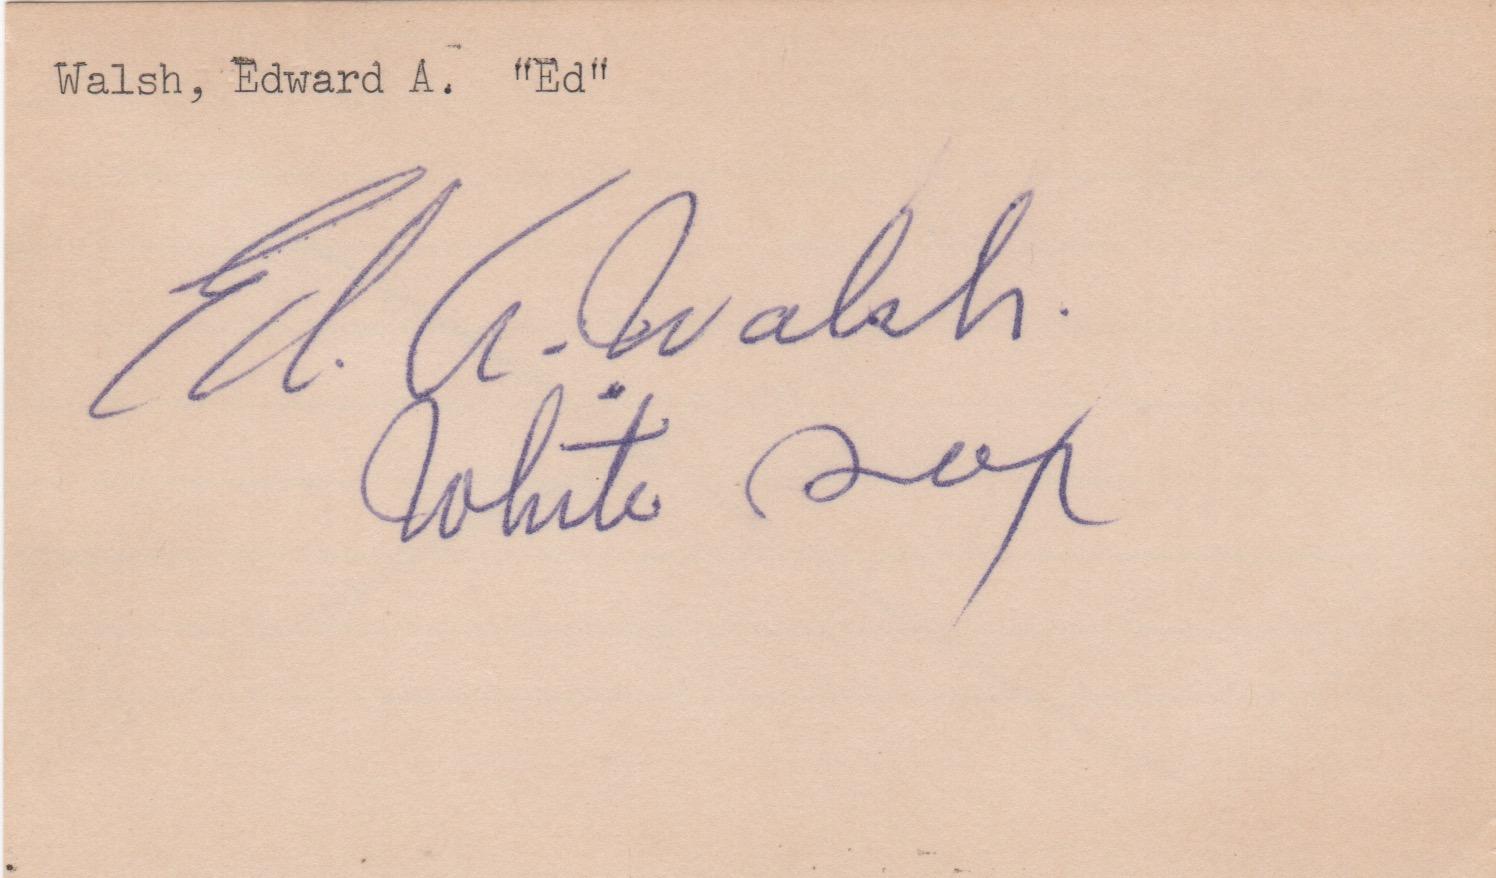 Walsh, Edward A. "Ed"
Ed. A. Walsh.
White Sox